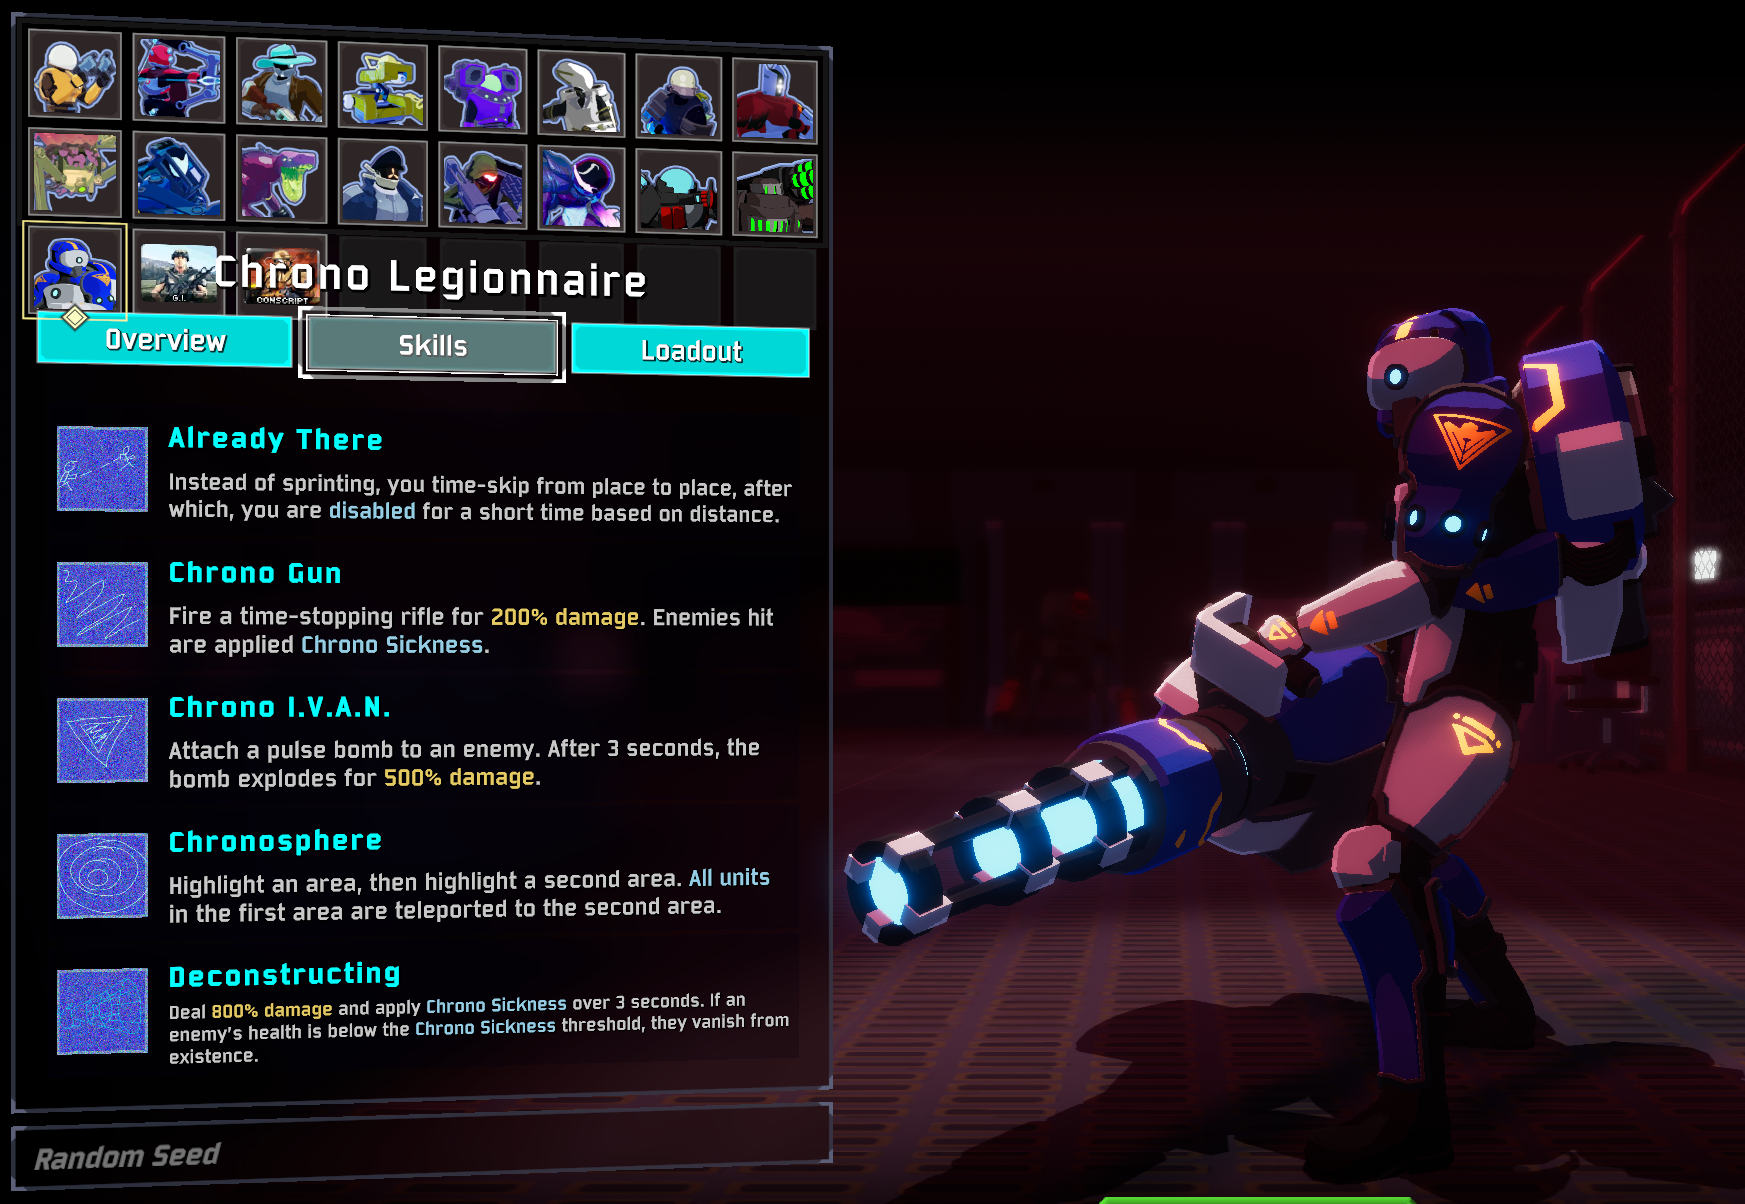 G.I.
CONSCRIPT
Chrono Legionnaire
Overview
Skills
Loadout
Already There
Instead of sprinting, you time-skip from place to place, after
which, you are disabled for a short time based on distance.
Chrono Gun
Fire a time-stopping rifle for 200% damage. Enemies hit
are applied Chrono Sickness.
Chrono I.V.A.N.
Attach a pulse bomb to an enemy. After 3 seconds, the
bomb explodes for 500% damage.
Chronosphere
Highlight an area, then highlight a second area. All units
in the first area are teleported to the second area.
Deconstructing
Deal 800% damage and apply Chrono Sickness over 3 seconds. If an
enemy's health is below the Chrono Sickness threshold, they vanish from
existence.
Random Seed